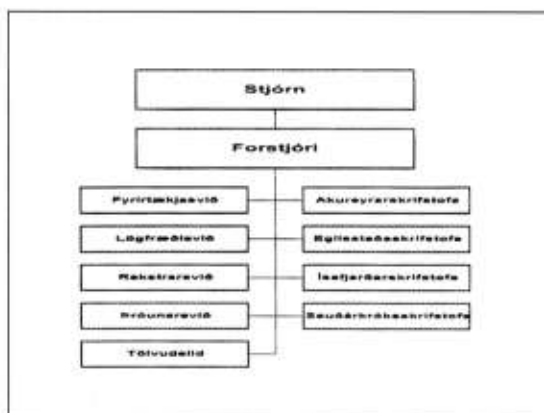 Stjórn
Forstjóri
Fyrirtækjasvið
Akureyrarskrifstofa
Lögfræðisvið
Egilsstaðaskrifstofa
Rekstrarsvið
Ísafjarðarskrifstofa
Þróunarsvið
Sauðárkróksskrifstofa
Tölvudeild